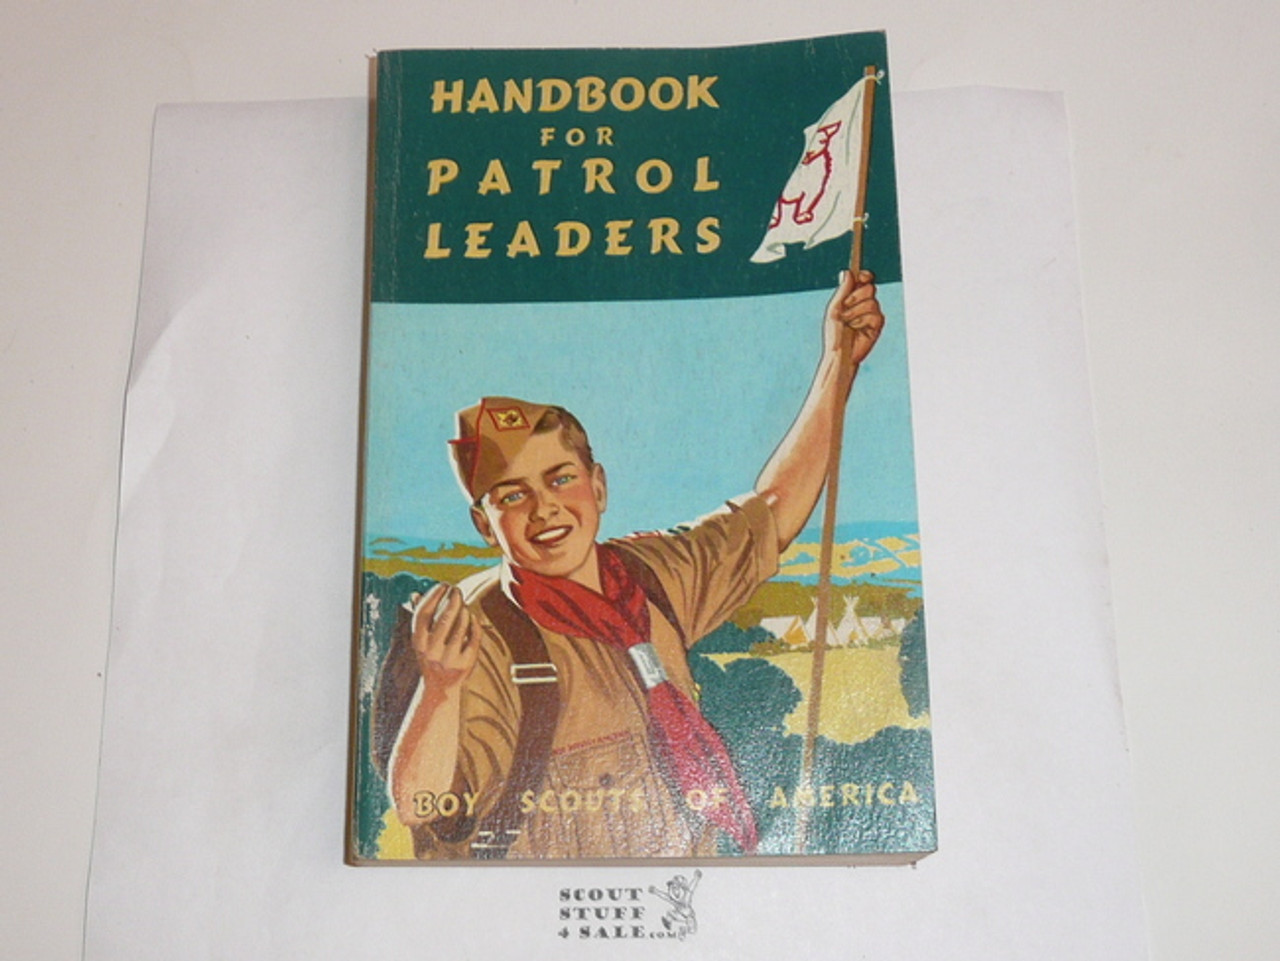 HANDBOOK
FOR
PATROL
LEADERS
BOY SCOUTS OF AMERICA
SCOUT
STUFF
4 SALE.COM